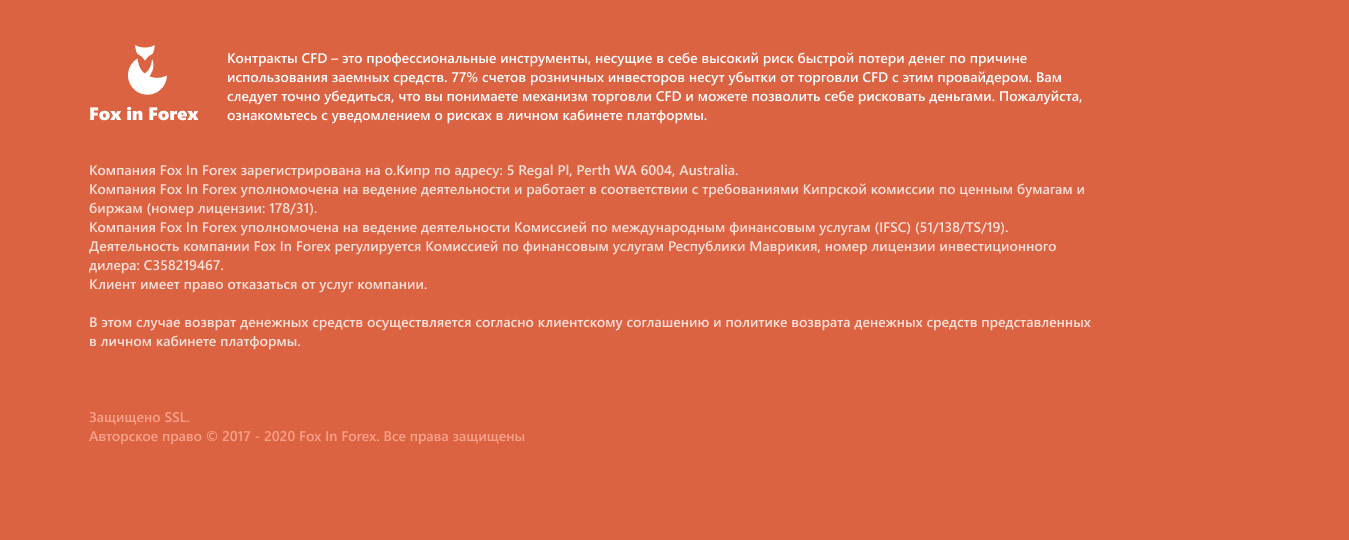 Fox in Forex
Контракты CFD – это профессиональные инструменты, несущие в себе высокий риск быстрой потери денег по причине
использования заемных средств. 77% счетов розничных инвесторов несут убытки от торговли CFD с этим провайдером. Вам
следует точно убедиться, что вы понимаете механизм торговли CFD и можете позволить себе рисковать деньгами. Пожалуйста,
ознакомьтесь с уведомлением о рисках в личном кабинете платформы.
Компания Fox In Forex зарегистрирована на о.Кипр по адресу: 5 Regal Pl, Perth WA 6004, Australia.
Компания Fox In Forex уполномочена на ведение деятельности и работает в соответствии с требованиями Кипрской комиссии по ценным бумагам и
биржам (номер лицензии: 178/31).
Компания Fox In Forex уполномочена на ведение деятельности Комиссией по международным финансовым услугам (IFSC) (51/138/TS/19).
Деятельность компании Fox In Forex регулируется Комиссией по финансовым услугам Республики Маврикия, номер лицензии инвестиционного
дилера: C358219467.
Клиент имеет право отказаться от услуг компании.
В этом случае возврат денежных средств осуществляется согласно клиентскому соглашению и политике возврата денежных средств представленных
в личном кабинете платформы.
Защищено SSL.
Авторское право © 2017 - 2020 Fox In Forex. Все права защищены